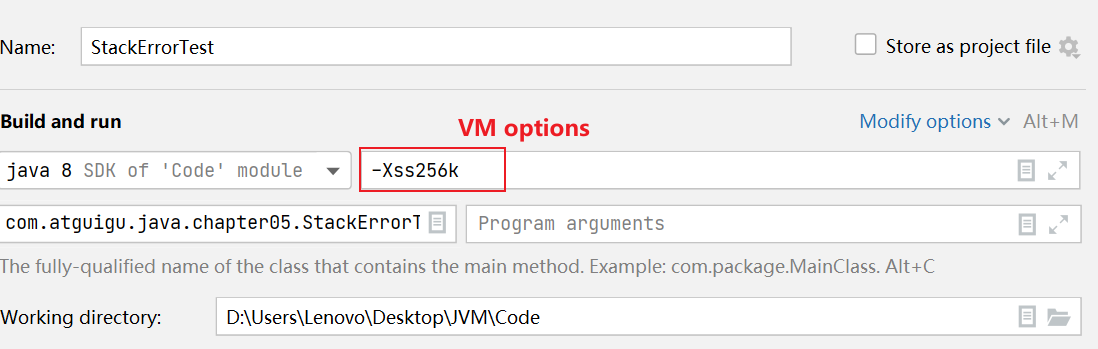 Name: StackErrorTest Store as project file
Build and run VM options Modify options Alt+M
java 8 SDK of 'Code' module -Xss256k
com.atguigu.java.chapter05.StackErrorT Program arguments
The fully-qualified name of the class that contains the main method. Example: com.package.MainClass. Alt+C
Working directory: D:\Users\Lenovo\Desktop\JVM\Code